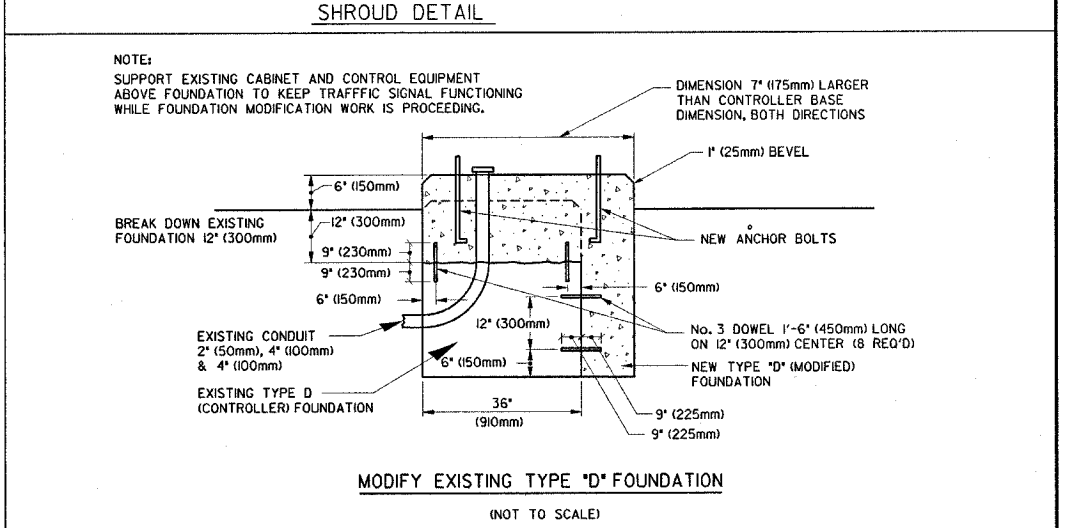 SHROUD DETAIL
NOTE:
SUPPORT EXISTING CABINET AND CONTROL EQUIPMENT
ABOVE FOUNDATION TO KEEP TRAFFFIC SIGNAL FUNCTIONING
WHILE FOUNDATION MODIFICATION WORK IS PROCEEDING.
DIMENSION 7" (175mm) LARGER
THAN CONTROLLER BASE
DIMENSION, BOTH DIRECTIONS
1" (25mm) BEVEL
6" (150mm)
BREAK DOWN EXISTING
FOUNDATION 12" (300mm)
12" (300mm)
9" (230mm)
9" (230mm)
6" (150mm)
NEW ANCHOR BOLTS
6" (150mm)
12" (300mm)
6" (150mm)
No. 3 DOWEL 1'-6" (450mm) LONG
ON 12" (300mm) CENTER (8 REQ'D)
EXISTING CONDUIT
2" (50mm), 4" (100mm)
& 4" (100mm)
NEW TYPE "D" (MODIFIED)
FOUNDATION
EXISTING TYPE D
(CONTROLLER) FOUNDATION
36"
(910mm)
9" (225mm)
9" (225mm)
MODIFY EXISTING TYPE "D" FOUNDATION
(NOT TO SCALE)